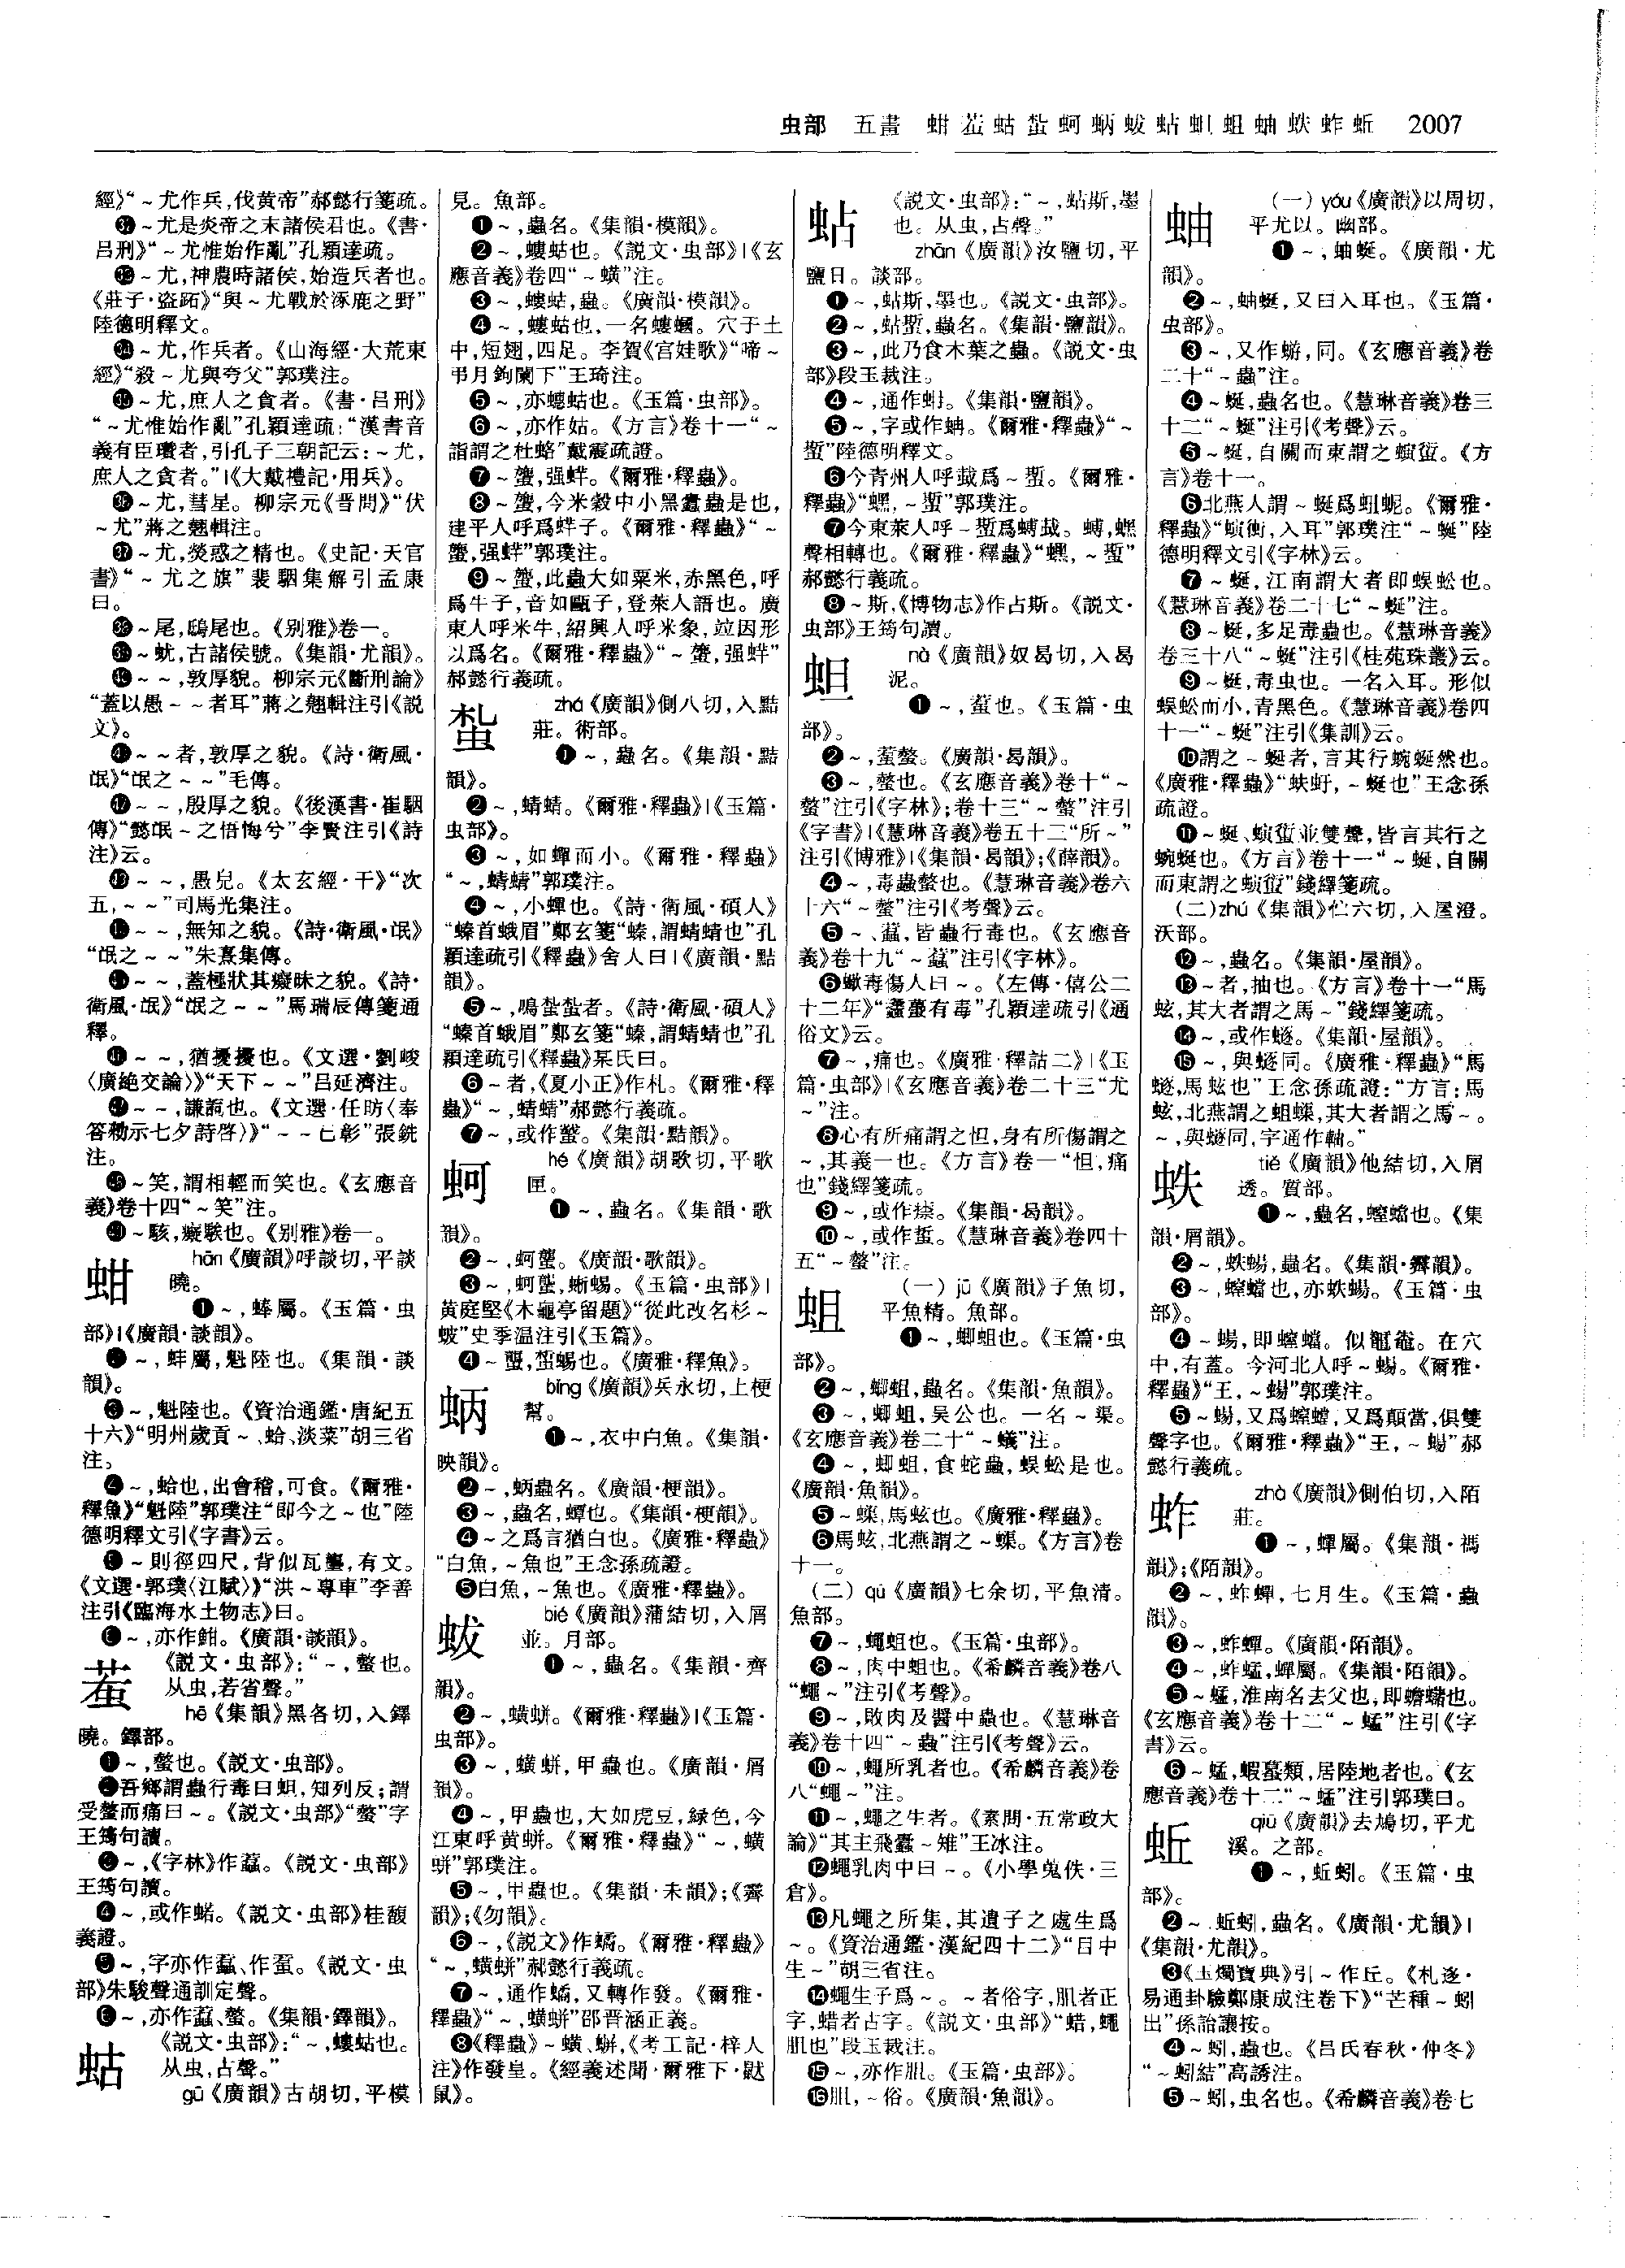 虫部 五畫 蚶蛬蛄蚻蚵蛃蛂蛅蚎蛆蚰蛈蚱蚯 2007
經》“～尤作兵,伐黄帝”郝懿行箋疏。
㉜～尤是炎帝之末諸侯君也。《書·
吕刑》“～尤惟始作亂”孔穎達疏。
㉝～尤,神農時諸侯,始造兵者也。
《莊子·盜跖》“與～尤戰於涿鹿之野”
陸德明釋文。
㉞～尤,作兵者。《山海經·大荒東
經》“殺～尤與夸父”郭璞注。
㉟～尤,庶人之貪者。《書·吕刑》
“～尤惟始作亂”孔穎達疏:“漢書音
義有臣瓚者,引孔子三朝記云:～尤,
庶人之貪者。”|《大戴禮記·用兵》。
㊱～尤,彗星。柳宗元《晋問》“伏
～尤”蔣之翹輯注。
㊲～尤,熒惑之精也。《史記·天官
書》“～尤之旗”裴駰集解引孟康
曰。
㊳～尾,鴟尾也。《别雅》卷一。
㊴～蚘,古諸侯號。《集韻·尤韻》。
㊵～～,敦厚貌。柳宗元《斷刑論》
“蓋以愚～～者耳”蔣之翹輯注引《説
文》。
㊶～～者,敦厚之貌。《詩·衛風·
氓》“氓之～～”毛傳。
㊷～～,殷厚之貌。《後漢書·崔駰
傳》“懿氓～之悟悔兮”李賢注引《詩
注》云。
㊸～～,愚皃。《太玄經·干》“次
五,～～”司馬光集注。
㊹～～,無知之貌。《詩·衛風·氓》
“氓之～～”朱熹集傳。
㊺～～,蓋極狀其癡昧之貌。《詩·
衛風·氓》“氓之～～”馬瑞辰傳箋通
釋。
㊻～～,猶擾擾也。《文選·劉峻
〈廣絶交論〉》“天下～～”吕延濟注。
㊼～～,謙詞也。《文選·任昉〈奉
答勑示七夕詩啓〉》“～～已彰”張銑
注。
㊽～笑,謂相輕而笑也。《玄應音
義》卷十四“～笑”注。
㊾～駭,癡騃也。《别雅》卷一。
蚶 hān《廣韻》呼談切,平談
曉。
❶～,蜯屬。《玉篇·虫
部》|《廣韻·談韻》。
❷～,蚌屬,魁陸也。《集韻·談
韻》。
❸～,魁陸也。《資治通鑑·唐紀五
十六》“明州歲貢～、蛤、淡菜”胡三省
注。
❹～,蛤也,出會稽,可食。《爾雅·
釋魚》“魁陸”郭璞注“即今之～也”陸
德明釋文引《字書》云。
❺～則徑四尺,背似瓦壟,有文。
《文選·郭璞〈江賦〉》“洪～專車”李善
注引《臨海水土物志》曰。
❻～,亦作魽。《廣韻·談韻》。
《説文·虫部》:“～,螫也。
从虫,若省聲。”
hē《集韻》黑各切,入鐸
曉。鐸部。
❶～,螫也。《説文·虫部》。
❷吾鄉謂蟲行毒曰蛆,知列反;謂
受螫而痛曰～。《説文·虫部》“螫”字
王筠句讀。
❸～,《字林》作蠚。《説文·虫部》
王筠句讀。
❹～,或作蛒。《説文·虫部》桂馥
義證。
❺～,字亦作蠚、作䖧。《説文·虫
部》朱駿聲通訓定聲。
❻～,亦作蠚、螫。《集韻·鐸韻》。
蛄 《説文·虫部》:“～,螻蛄也。
从虫,古聲。”
gū《廣韻》古胡切,平模
見。魚部。
❶～,蟲名。《集韻·模韻》。
❷～,螻蛄也。《説文·虫部》|《玄
應音義》卷四“～蟥”注。
❸～,螻蛄,蟲。《廣韻·模韻》。
❹～,螻蛄也,一名螻蟈。穴于土
中,短翅,四足。李賀《宫娃歌》“啼～
弔月鉤闌下”王琦注。
❺～,亦蟪蛄也。《玉篇·虫部》。
❻～,亦作姑。《方言》卷十一“～
詣謂之杜蛒”戴震疏證。
❼～䗐,强蛘。《爾雅·釋蟲》。
❽～䗐,今米穀中小黑蠹蟲是也,
建平人呼爲蛘子。《爾雅·釋蟲》“～
䗐,强蛘”郭璞注。
❾～䗐,此蟲大如粟米,赤黑色,呼
爲牛子,音如甌子,登萊人語也。廣
東人呼米牛,紹興人呼米象,竝因形
以爲名。《爾雅·釋蟲》“～䗐,强蛘”
郝懿行義疏。
蚻 zhá《廣韻》側八切,入黠
莊。術部。
❶～,蟲名。《集韻·黠
韻》。
❷～,蜻蜻。《爾雅·釋蟲》|《玉篇·
虫部》。
❸～,如蟬而小。《爾雅·釋蟲》
“～,蜻蜻”郭璞注。
❹～,小蟬也。《詩·衛風·碩人》
“螓首蛾眉”鄭玄箋“螓,謂蜻蜻也”孔
穎達疏引《釋蟲》舍人曰|《廣韻·黠
韻》。
❺～,鳴蚻蚻者。《詩·衛風·碩人》
“螓首蛾眉”鄭玄箋“螓,謂蜻蜻也”孔
穎達疏引《釋蟲》某氏曰。
❻～者,《夏小正》作札。《爾雅·釋
蟲》“～,蜻蜻”郝懿行義疏。
❼～,或作蠽。《集韻·黠韻》。
蚵 hé《廣韻》胡歌切,平歌
匣。
❶～,蟲名。《集韻·歌
韻》。
❷～,蚵蠪。《廣韻·歌韻》。
❸～,蚵蠪,蜥蜴。《玉篇·虫部》|
黄庭堅《木龜亭留題》“從此改名杉～
蚾”史季温注引《玉篇》。
❹～蠪,蜤蜴也。《廣雅·釋魚》。
蛃 bǐng《廣韻》兵永切,上梗
幫。
❶～,衣中白魚。《集韻·
映韻》。
❷～,蛃蟲名。《廣韻·梗韻》。
❸～,蟲名,蟫也。《集韻·梗韻》。
❹～之爲言猶白也。《廣雅·釋蟲》
“白魚,～魚也”王念孫疏證。
❺白魚,～魚也。《廣雅·釋蟲》。
蛂 bié《廣韻》蒲結切,入屑
並。月部。
❶～,蟲名。《集韻·齊
韻》。
❷～,蟥蛢。《爾雅·釋蟲》|《玉篇·
虫部》。
❸～,蟥蛢,甲蟲也。《廣韻·屑
韻》。
❹～,甲蟲也,大如虎豆,緑色,今
江東呼黄蛢。《爾雅·釋蟲》“～,蟥
蛢”郭璞注。
❺～,甲蟲也。《集韻·未韻》;《霽
韻》;《勿韻》。
❻～,《説文》作蟠。《爾雅·釋蟲》
“～,蟥蛢”郝懿行義疏。
❼～,通作蟠,又轉作發。《爾雅·
釋蟲》“～,蟥蛢”邵晋涵正義。
❽《釋蟲》～蟥、蛢,《考工記·梓人
注》作發皇。《經義述聞·爾雅下·鼣
鼠》。
蛅 《説文·虫部》:“～,蛅斯,墨
也。从虫,占聲。”
zhān《廣韻》汝鹽切,平
鹽日。談部。
❶～,蛅斯,墨也。《説文·虫部》。
❷～,蛅蟴,蟲名。《集韻·鹽韻》。
❸～,此乃食木葉之蟲。《説文·虫
部》段玉裁注。
❹～,通作蚦。《集韻·鹽韻》。
❺～,字或作蚺。《爾雅·釋蟲》“～
蟴”陸德明釋文。
❻今青州人呼蛓爲～蟴。《爾雅·
釋蟲》“蟔,～蟴”郭璞注。
❼今東萊人呼～蟴爲蟙蛓。蟙,蟔
聲相轉也。《爾雅·釋蟲》“蟔,～蟴”
郝懿行義疏。
❽～斯,《博物志》作占斯。《説文·
虫部》王筠句讀。
nà《廣韻》奴曷切,入曷
泥。
❶～,蠚也。《玉篇·虫
部》。
❷～,蠚螫。《廣韻·曷韻》。
❸～,螫也。《玄應音義》卷十“～
螫”注引《字林》;卷十三“～螫”注引
《字書》|《慧琳音義》卷五十二“所～”
注引《博雅》|《集韻·曷韻》;《薛韻》。
❹～,毒蟲螫也。《慧琳音義》卷六
十六“～螫”注引《考聲》云。
❺～、蠚,皆蟲行毒也。《玄應音
義》卷十九“～蠚”注引《字林》。
❻蠍毒傷人曰～。《左傳·僖公二
十二年》“蠭蠆有毒”孔穎達疏引《通
俗文》云。
❼～,痛也。《廣雅·釋詁二》|《玉
篇·虫部》|《玄應音義》卷二十三“尤
～”注。
❽心有所痛謂之怛,身有所傷謂之
～,其義一也。《方言》卷一“怛,痛
也”錢繹箋疏。
❾～,或作𤸱。《集韻·曷韻》。
❿～,或作蜇。《慧琳音義》卷四十
五“～螫”注。
蛆 (一)jū《廣韻》子魚切,
平魚精。魚部。
❶～,蝍蛆也。《玉篇·虫
部》。
❷～,蝍蛆,蟲名。《集韻·魚韻》。
❸～,蝍蛆,吴公也。一名～渠。
《玄應音義》卷二十“～蟻”注。
❹～,蝍蛆,食蛇蟲,蜈蚣是也。
《廣韻·魚韻》。
❺～蟝,馬蚿也。《廣雅·釋蟲》。
❻馬蚿,北燕謂之～蟝。《方言》卷
十一。
(二)qū《廣韻》七余切,平魚清。
魚部。
❼～,蠅蛆也。《玉篇·虫部》。
❽～,肉中蛆也。《希麟音義》卷八
“蠅～”注引《考聲》。
❾～,敗肉及醬中蟲也。《慧琳音
義》卷十四“～蟲”注引《考聲》云。
❿～,蠅所乳者也。《希麟音義》卷
八“蠅～”注。
⓫～,蠅之生者。《素問·五常政大
論》“其主飛蠹～雉”王冰注。
⓬蠅乳肉中曰～。《小學蒐佚·三
倉》。
⓭凡蠅之所集,其遺子之處生爲
～。《資治通鑑·漢紀四十二》“目中
生～”胡三省注。
⓮蠅生子爲～。～者俗字,胆者正
字,蜡者古字。《説文·虫部》“蜡,蠅
胆也”段玉裁注。
⓯～,亦作胆。《玉篇·虫部》。
⓰胆,～俗。《廣韻·魚韻》。
蚰 (一)yóu《廣韻》以周切,
平尤以。幽部。
❶～,蚰蜒。《廣韻·尤
韻》。
❷～,蚰蜒,又曰入耳也。《玉篇·
虫部》。
❸～,又作蝣,同。《玄應音義》卷
二十“～蟲”注。
❹～蜒,蟲名也。《慧琳音義》卷三
十二“～蜒”注引《考聲》云。
❺～蜒,自關而東謂之螾𧊔。《方
言》卷十一。
❻北燕人謂～蜒爲蚏蚭。《爾雅·
釋蟲》“螾衝,入耳”郭璞注“～蜒”陸
德明釋文引《字林》云。
❼～蜒,江南謂大者即蜈蚣也。
《慧琳音義》卷二十七“～蜒”注。
❽～蜒,多足毒蟲也。《慧琳音義》
卷三十八“～蜒”注引《桂苑珠叢》云。
❾～蜒,毒虫也。一名入耳。形似
蜈蚣而小,青黑色。《慧琳音義》卷四
十一“～蜒”注引《集訓》云。
❿謂之～蜒者,言其行蜿蜒然也。
《廣雅·釋蟲》“蛷蚭,～蜒也”王念孫
疏證。
⓫～蜒、螾𧊔並雙聲,皆言其行之
蜿蜒也。《方言》卷十一“～蜒,自關
而東謂之螾𧊔”錢繹箋疏。
(二)zhú《集韻》伫六切,入屋澄。
沃部。
⓬～,蟲名。《集韻·屋韻》。
⓭～者,抽也。《方言》卷十一“馬
蚿,其大者謂之馬～”錢繹箋疏。
⓮～,或作蠾。《集韻·屋韻》。
⓯～,與蠾同。《廣雅·釋蟲》“馬
蠾,馬蚿也”王念孫疏證:“方言:馬
蚿,北燕謂之蛆蟝,其大者謂之馬～。
～,與蠾同,字通作軸。”
蛈 tiě《廣韻》他結切,入屑
透。質部。
❶～,蟲名,螳蟷也。《集
韻·屑韻》。
❷～,蛈蝪,蟲名。《集韻·霽韻》。
❸～,螳蟷也,亦蛈蝪。《玉篇·虫
部》。
❹～蝪,即螳蟷。似鼅鼄。在穴
中,有蓋。今河北人呼～蝪。《爾雅·
釋蟲》“王,～蝪”郭璞注。
❺～蝪,又爲螳螳,又爲顛當,俱雙
聲字也。《爾雅·釋蟲》“王,～蝪”郝
懿行義疏。
蚱 zhà《廣韻》側伯切,入陌
莊。
❶～,蟬屬。《集韻·禡
韻》;《陌韻》。
❷～,蚱蟬,七月生。《玉篇·蟲
韻》。
❸～,蚱蟬。《廣韻·陌韻》。
❹～,蚱蜢,蟬屬。《集韻·陌韻》。
❺～蜢,淮南名去父也,即蟾蠩也。
《玄應音義》卷十二“～蜢”注引《字
書》云。
❻～蜢,蝦蟇類,居陸地者也。《玄
應音義》卷十二“～蜢”注引郭璞曰。
蚯 qiū《廣韻》去鳩切,平尤
溪。之部。
❶～,蚯蚓。《玉篇·虫
部》。
❷～,蚯蚓,蟲名。《廣韻·尤韻》|
《集韻·尤韻》。
❸《玉燭寶典》引～作丘。《札迻·
易通卦驗鄭康成注卷下》“芒種～蚓
出”孫詒讓按。
❹～蚓,蟲也。《吕氏春秋·仲冬》
“～蚓結”高誘注。
❺～蚓,虫名也。《希麟音義》卷七